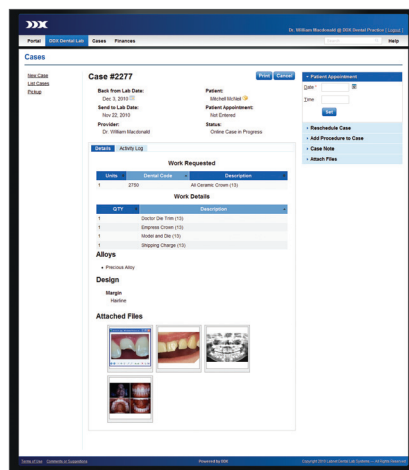 DDX
Dr. William Macdonald @ DDX Dental Practice [ Logout ]
Portal DDX Dental Lab Cases Finances Search Help
Cases
New Case
List Cases
Pickup
Case #2277 Print Cancel
Back from Lab Date: Patient:
Dec 3, 2010 Mitchell McNeil
Send to Lab Date: Patient Appointment:
Nov 22, 2010 Not Entered
Provider: Status:
Dr. William Macdonald Online Case in Progress
Details Activity Log
Work Requested
Units Dental Code Description
1 2750 All Ceramic Crown (13)
Work Details
QTY Description
1 Doctor Die Trim (13)
1 Empress Crown (13)
1 Model and Die (13)
1 Shipping Charge (13)
Alloys
Precious Alloy
Design
Margin
Hairline
Attached Files
Patient Appointment
Date *
Time
Set
Reschedule Case
Add Procedure to Case
Case Note
Attach Files
Terms of Use Comments or Suggestions Powered by DDX